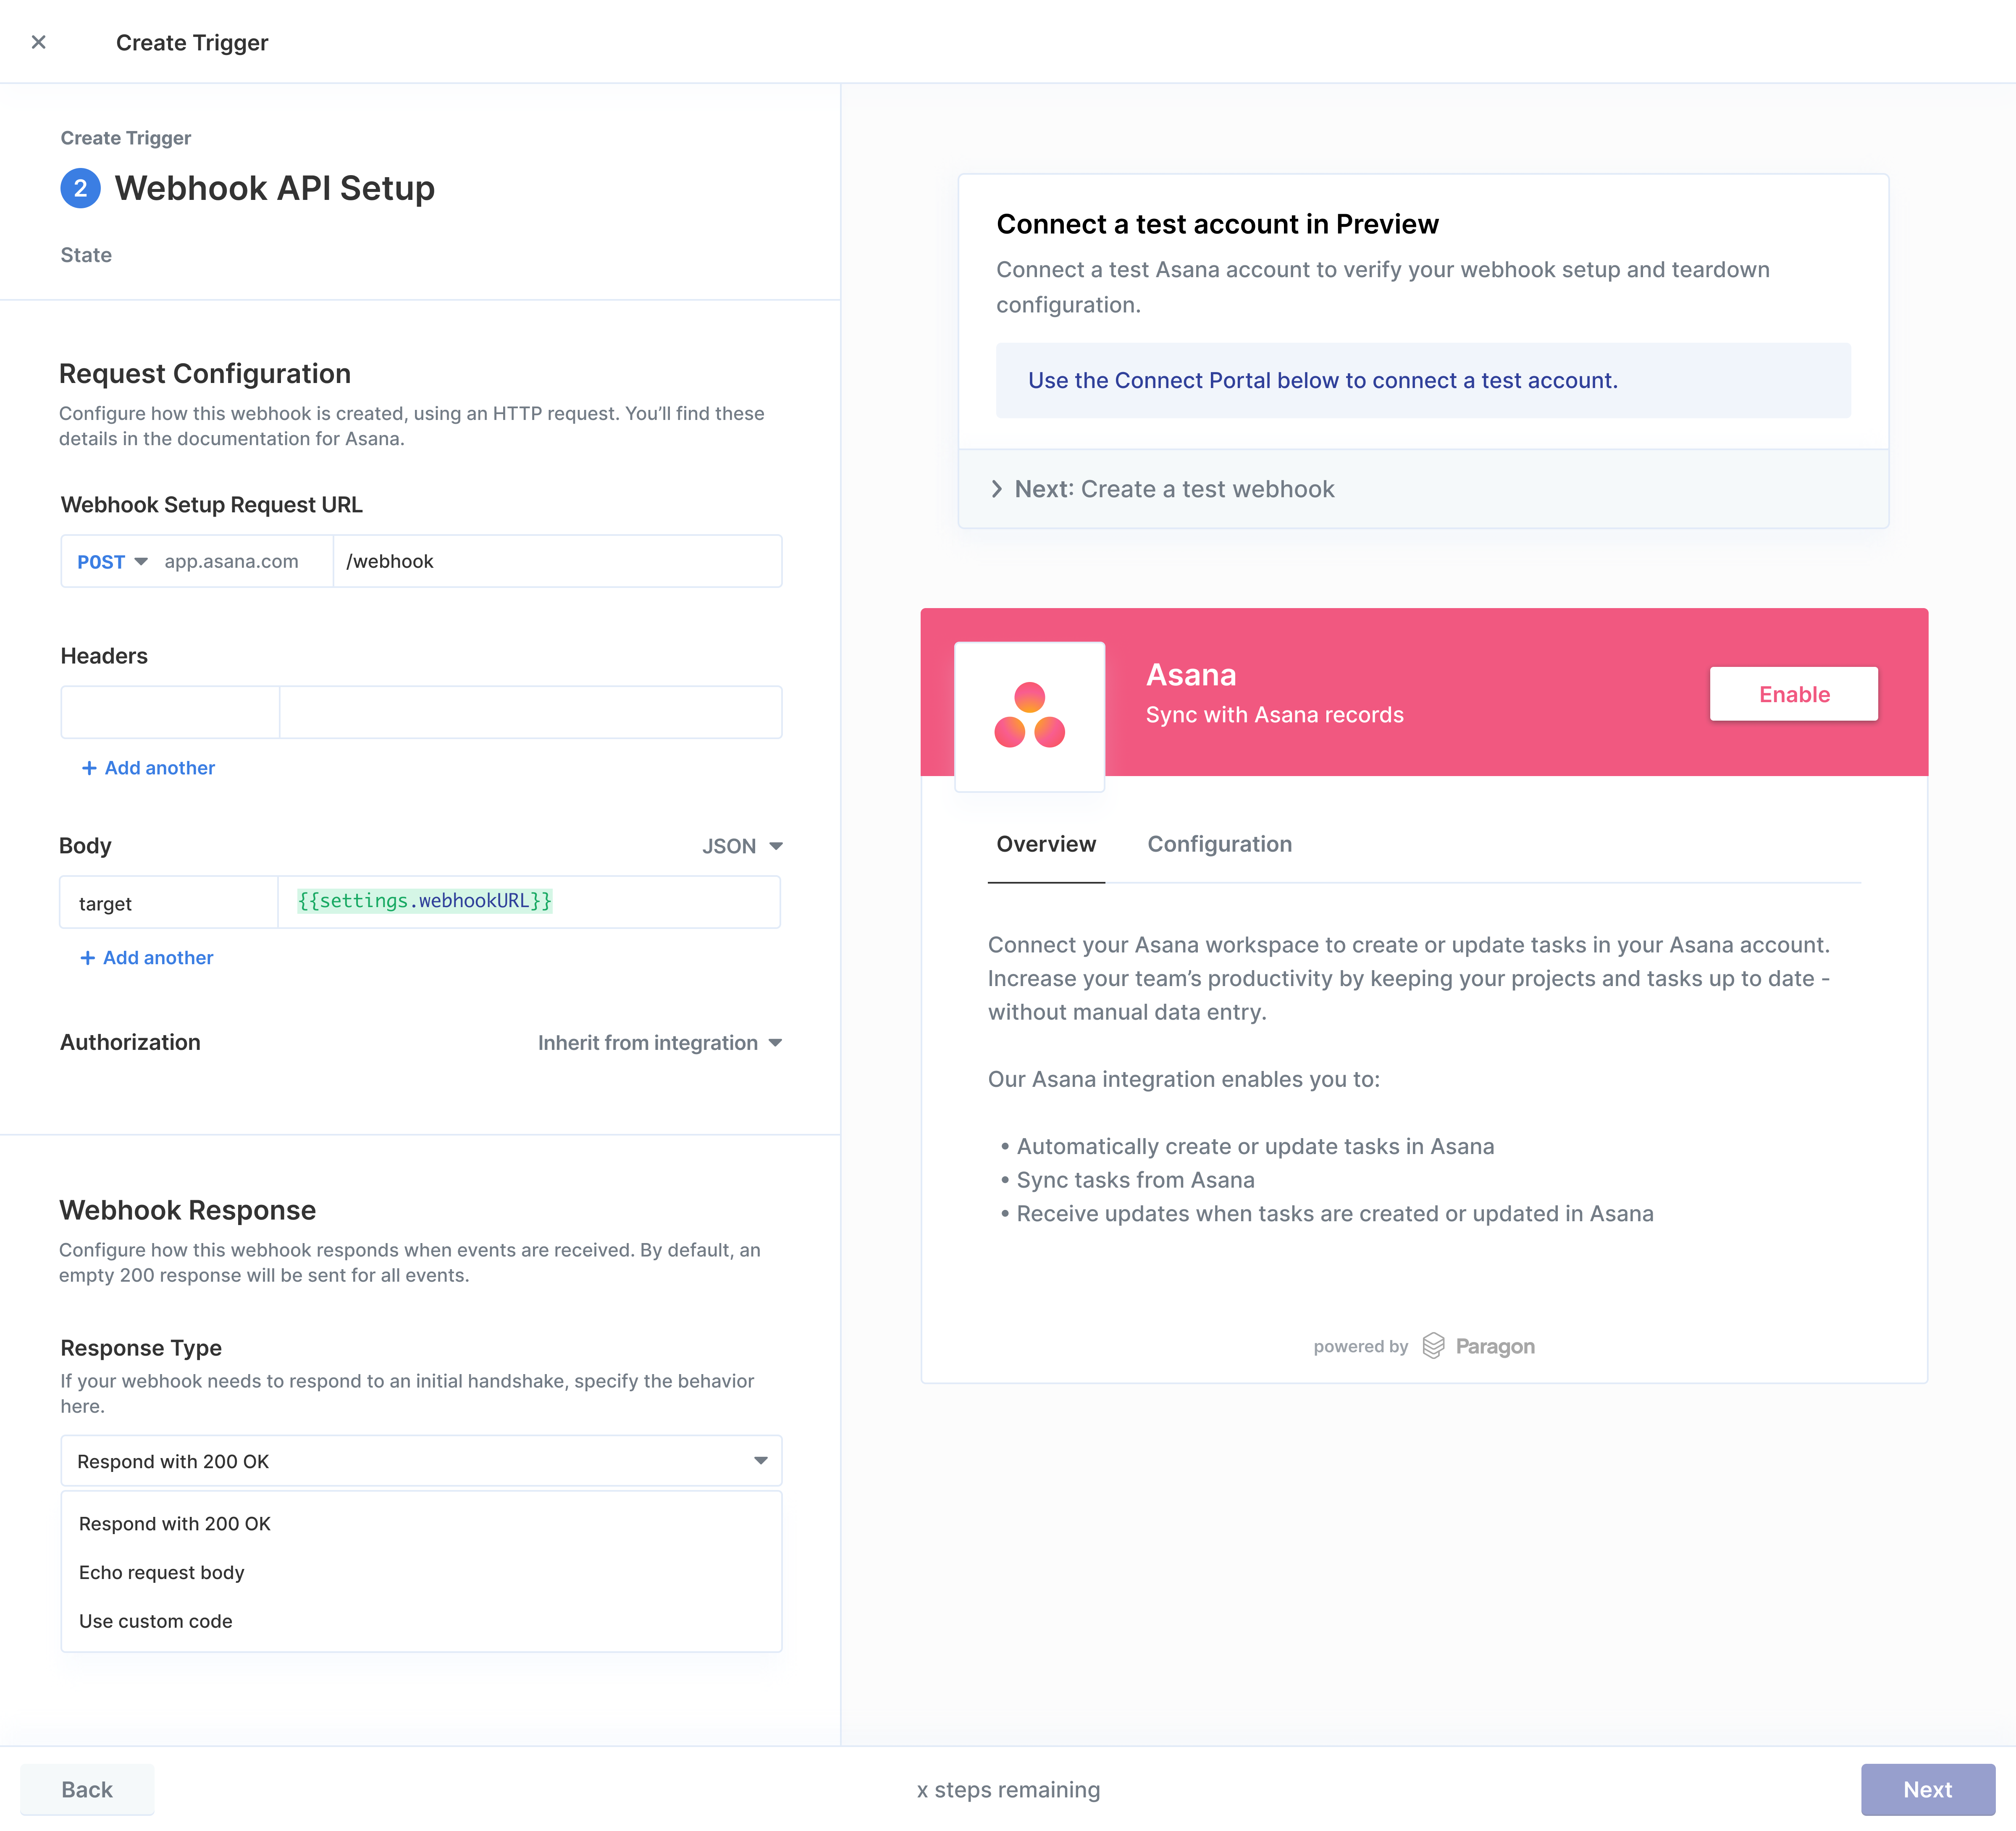 Create Trigger
Create Trigger
2 Webhook API Setup
State
Request Configuration
Configure how this webhook is created, using an HTTP request. You’ll find these
details in the documentation for Asana.
Webhook Setup Request URL
POST app.asana.com /webhook
Headers
+ Add another
Body JSON
target {{settings.webhookURL}}
+ Add another
Authorization Inherit from integration
Webhook Response
Configure how this webhook responds when events are received. By default, an
empty 200 response will be sent for all events.
Response Type
If your webhook needs to respond to an initial handshake, specify the behavior
here.
Respond with 200 OK
Respond with 200 OK
Echo request body
Use custom code
Connect a test account in Preview
Connect a test Asana account to verify your webhook setup and teardown
configuration.
Use the Connect Portal below to connect a test account.
Next: Create a test webhook
Asana
Sync with Asana records
Enable
Overview Configuration
Connect your Asana workspace to create or update tasks in your Asana account.
Increase your team’s productivity by keeping your projects and tasks up to date -
without manual data entry.
Our Asana integration enables you to:
• Automatically create or update tasks in Asana
• Sync tasks from Asana
• Receive updates when tasks are created or updated in Asana
powered by Paragon
Back
x steps remaining
Next